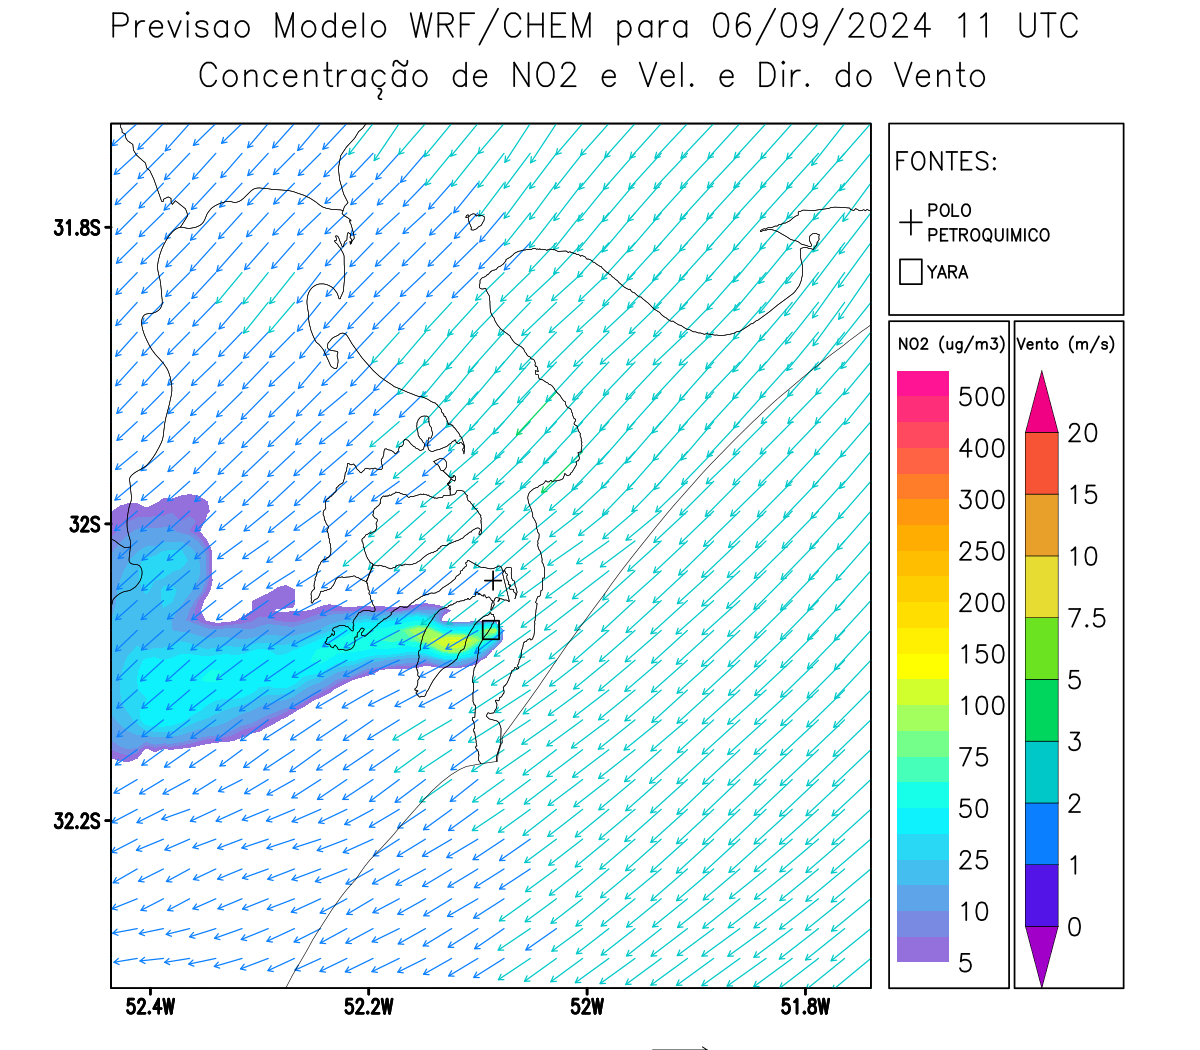 Previsao Modelo WRF/CHEM para 06/09/2024 11 UTC
Concentração de NO2 e Vel. e Dir. do Vento
FONTES:
POLO
PETROQUIMICO
YARA
NO2 (ug/m3)
500
400
300
250
200
150
100
75
50
25
10
5
Vento (m/s)
20
15
10
7.5
5
3
2
1
0
31.8S
32S
32.2S
52.4W
52.2W
52W
51.8W